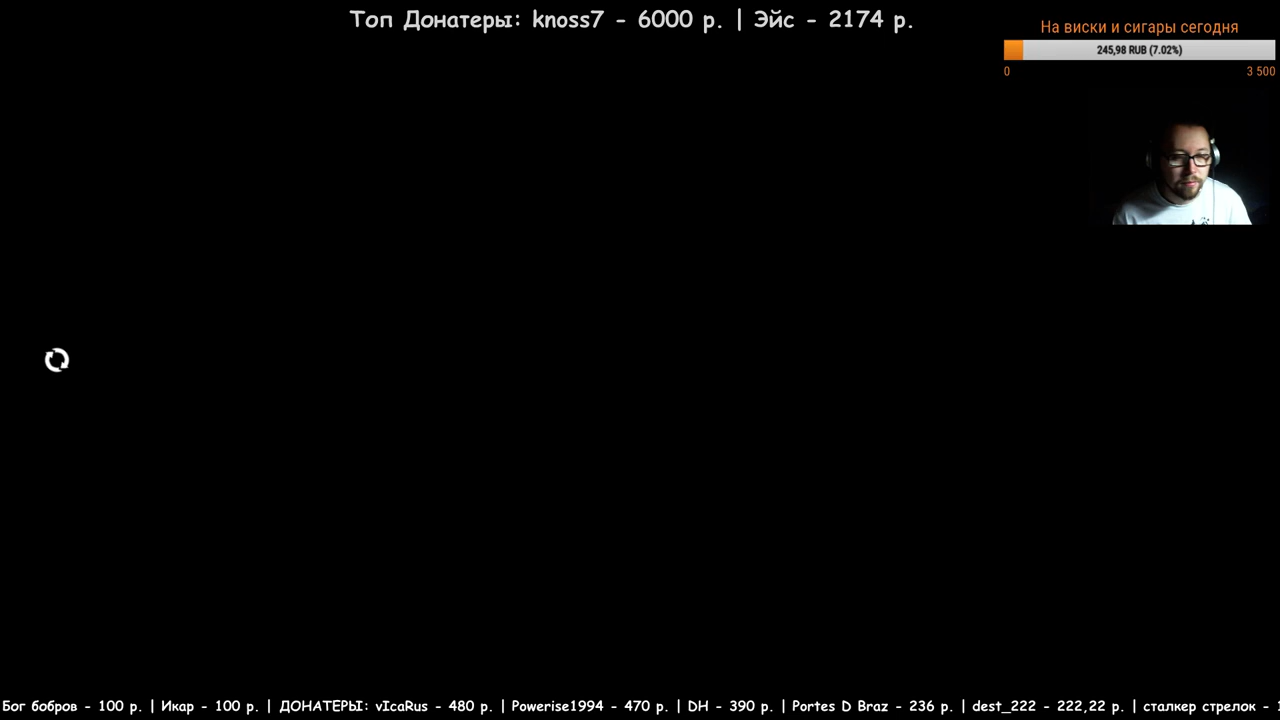 Топ Донатеры: knoss7 - 6000 р. | Эйс - 2174 р.
На виски и сигары сегодня
245,98 RUB (7.02%)
0 3 500
Бог бобров - 100 р. | Икар - 100 р. | ДОНАТЕРЫ: vIcaRus - 480 р. | Powerise1994 - 470 р. | DH - 390 р. | Portes D Braz - 236 р. | dest_222 - 222,22 р. | сталкер стрелок -